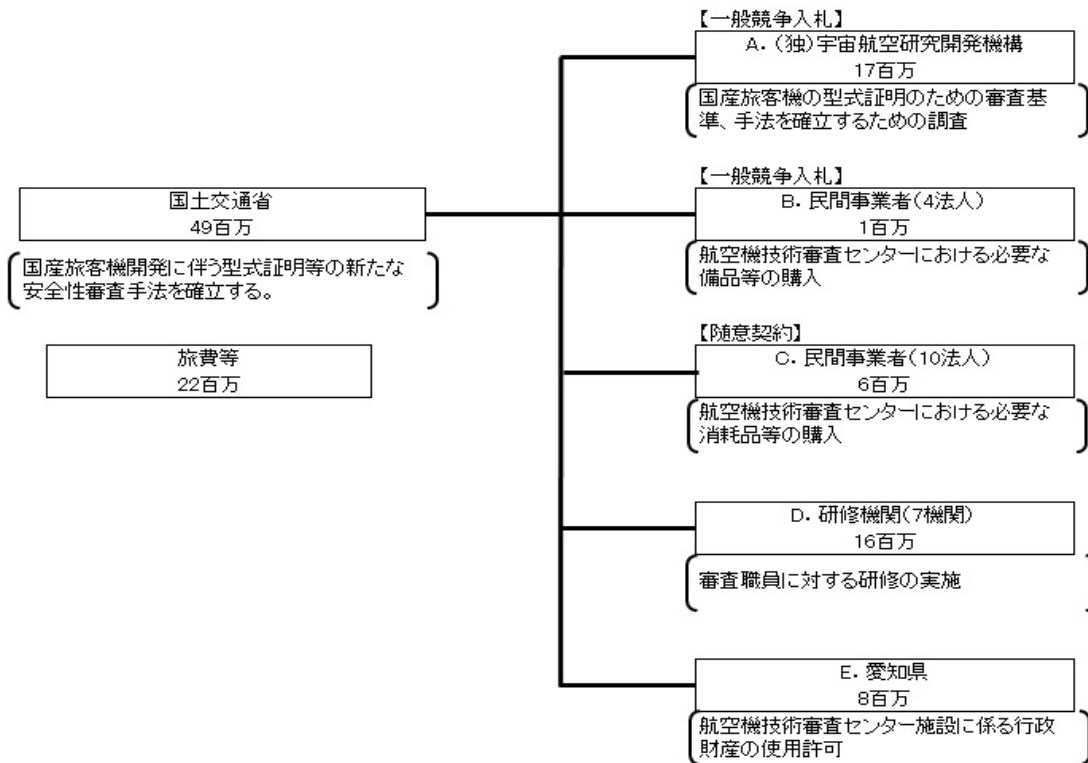 国土交通省
49百万
国産旅客機開発に伴う型式証明等の新たな
安全性審査手法を確立する。
旅費等
22百万
【一般競争入札】
A.(独)宇宙航空研究開発機構
17百万
国産旅客機の型式証明のための審査基
準、手法を確立するための調査
【一般競争入札】
B.民間事業者(4法人)
1百万
航空機技術審査センターにおける必要な
備品等の購入
【随意契約】
C.民間事業者(10法人)
6百万
航空機技術審査センターにおける必要な
消耗品等の購入
D.研修機関(7機関)
16百万
審査職員に対する研修の実施
E.愛知県
8百万
航空機技術審査センター施設に係る行政
財産の使用許可